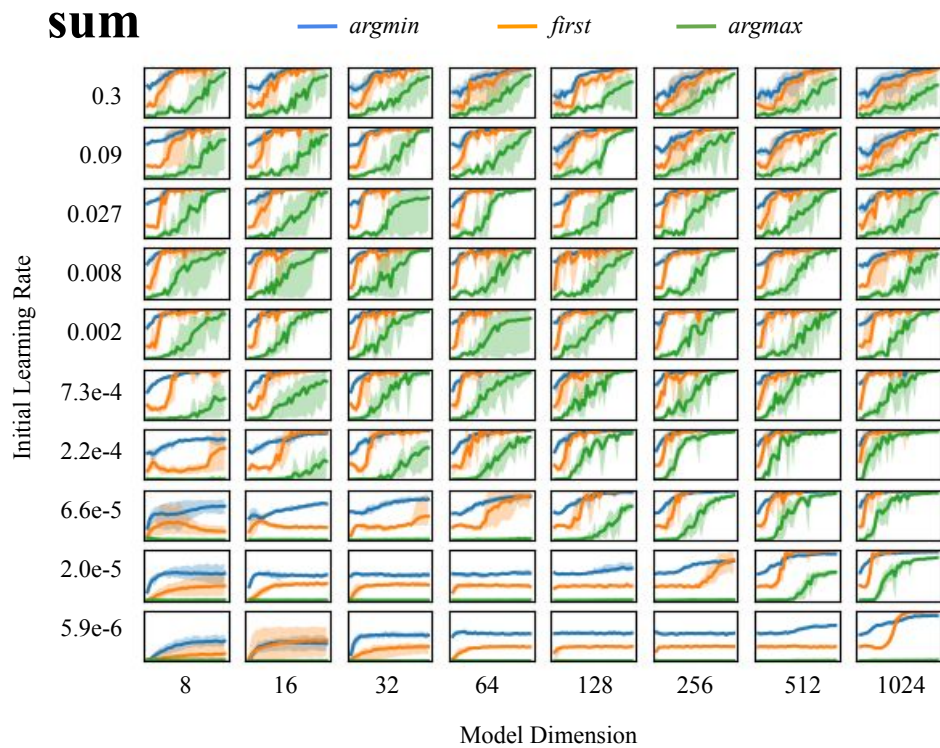 sum
argmin first argmax
Initial Learning Rate
0.3
0.09
0.027
0.008
0.002
7.3e-4
2.2e-4
6.6e-5
2.0e-5
5.9e-6
8 16 32 64 128 256 512 1024
Model Dimension